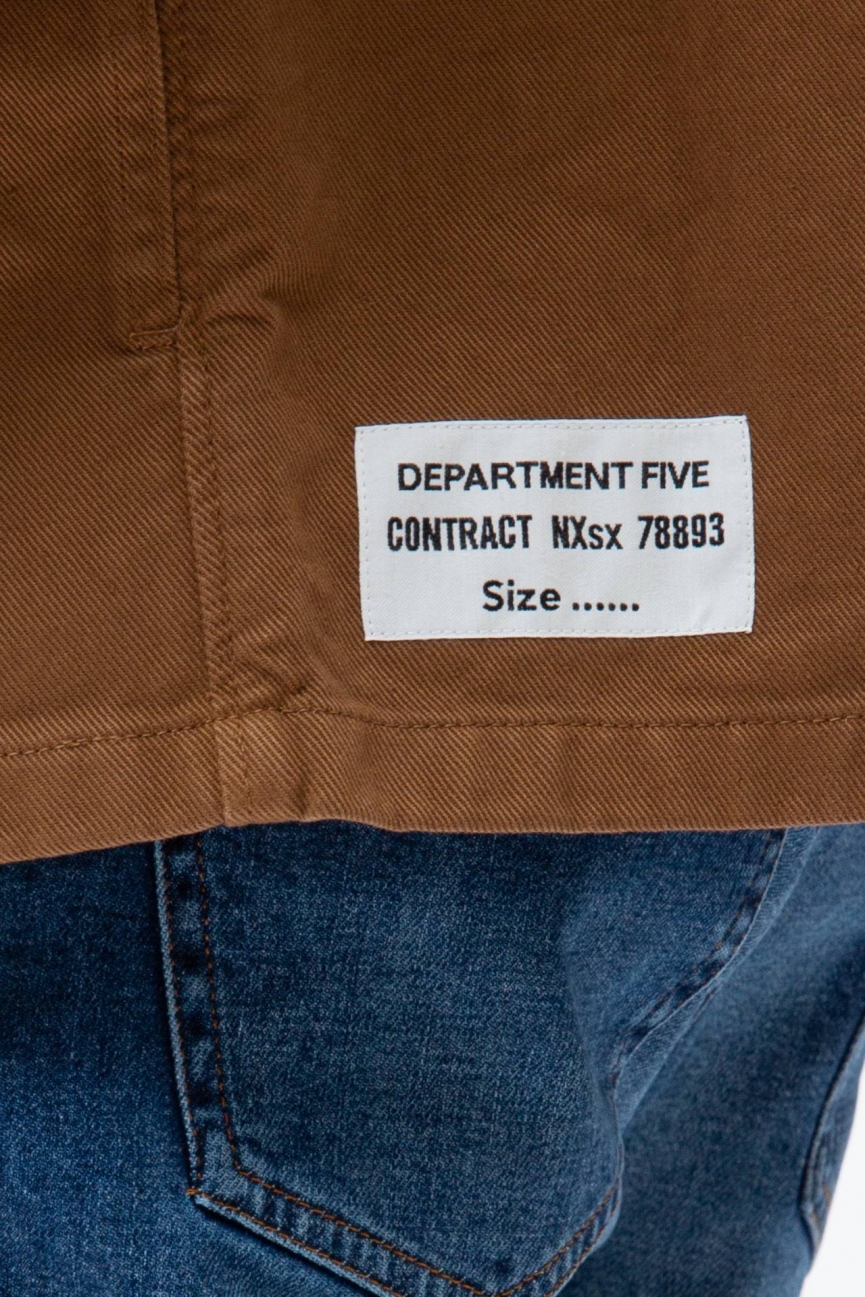 DEPARTMENT FIVE
CONTRACT NXsx 78893
Size ......